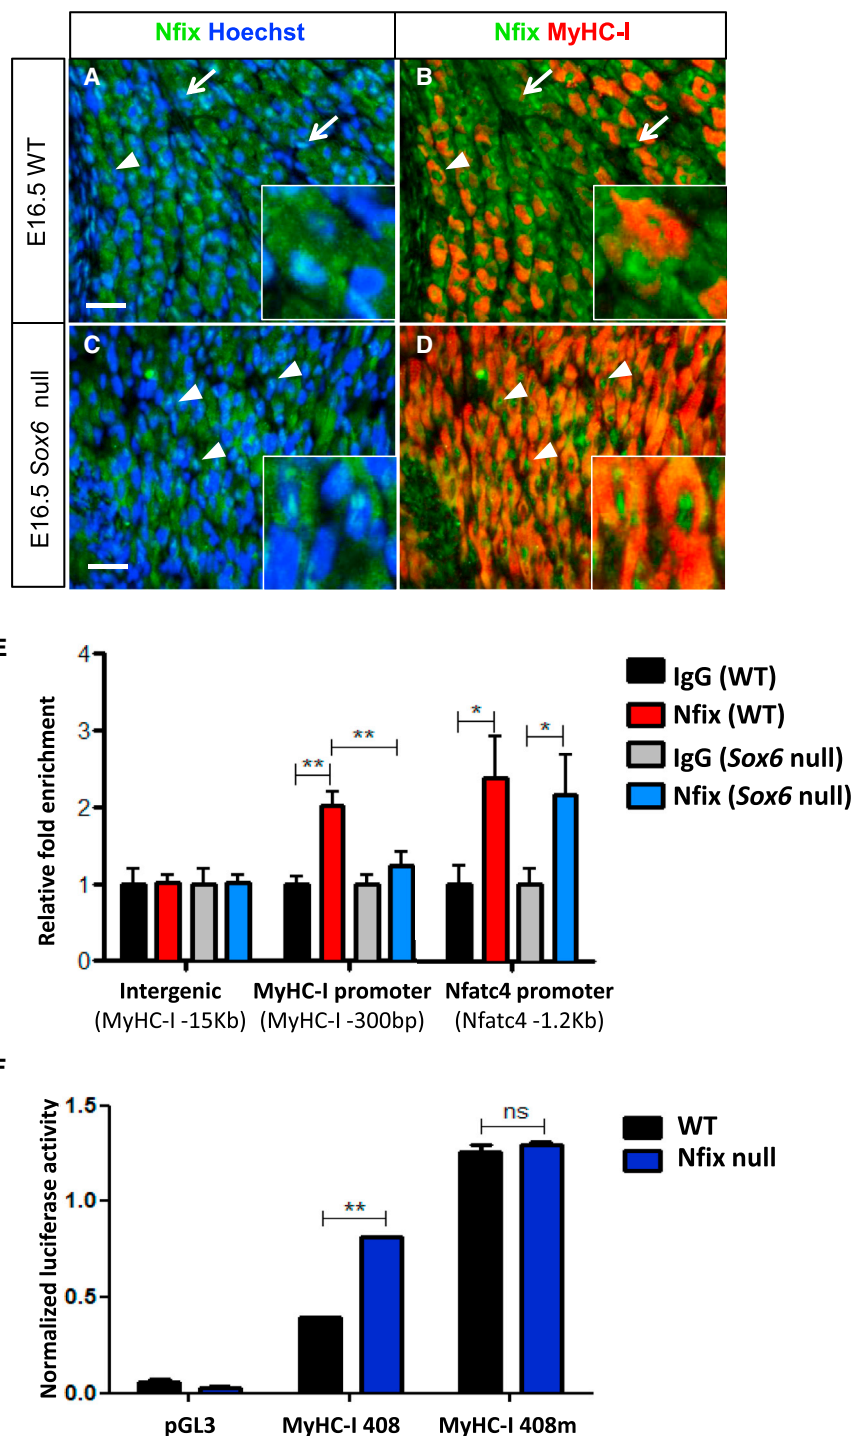 Nfix Hoechst
Nfix MyHC-I
E16.5 WT
A
B
E16.5 Sox6 null
C
D
E
4
3
2
1
0
Relative fold enrichment
**
**
*
*
IgG (WT)
Nfix (WT)
IgG (Sox6 null)
Nfix (Sox6 null)
Intergenic
(MyHC-I -15Kb)
MyHC-I promoter
(MyHC-I -300bp)
Nfatc4 promoter
(Nfatc4 -1.2Kb)
F
1.5
1.0
0.5
0.0
Normalized luciferase activity
**
ns
WT
Nfix null
pGL3
MyHC-I 408
MyHC-I 408m